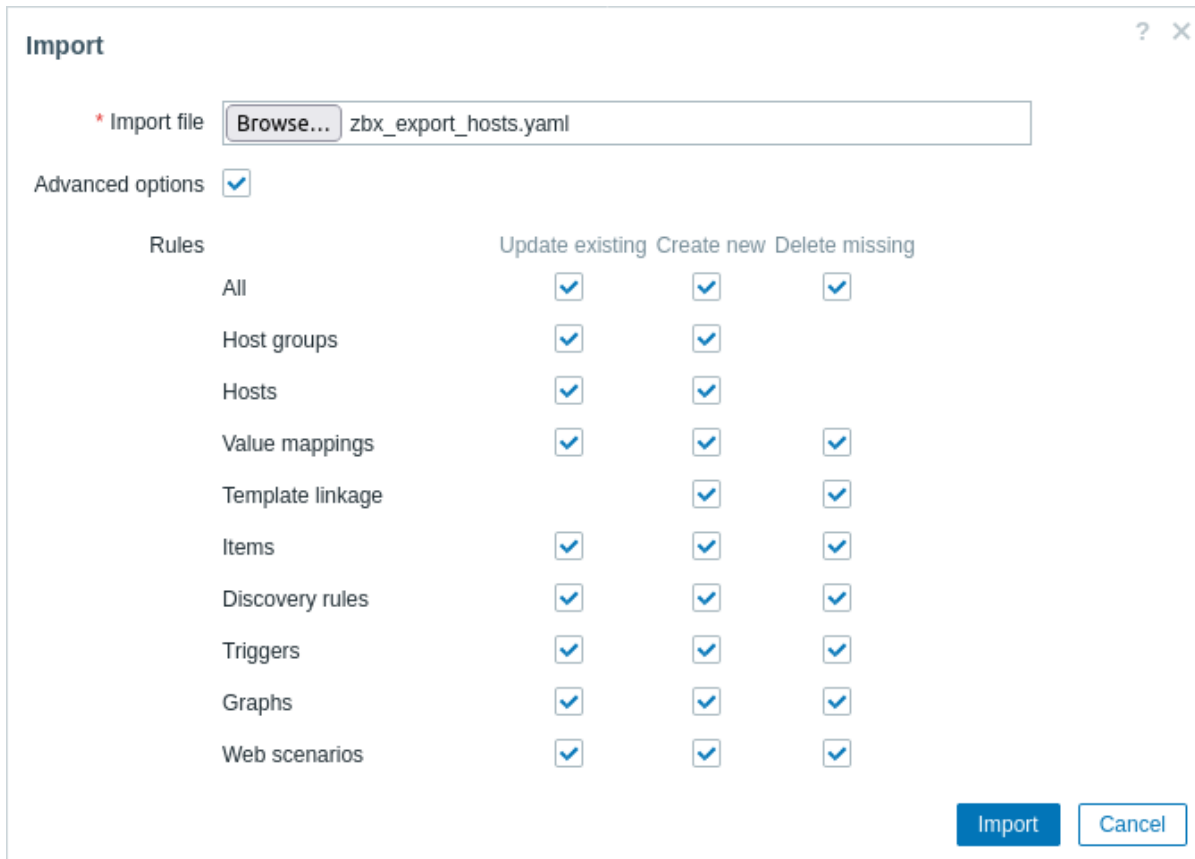 Import
?
* Import file Browse... zbx_export_hosts.yaml
Advanced options
Rules Update existing Create new Delete missing
All
Host groups
Hosts
Value mappings
Template linkage
Items
Discovery rules
Triggers
Graphs
Web scenarios
Import Cancel